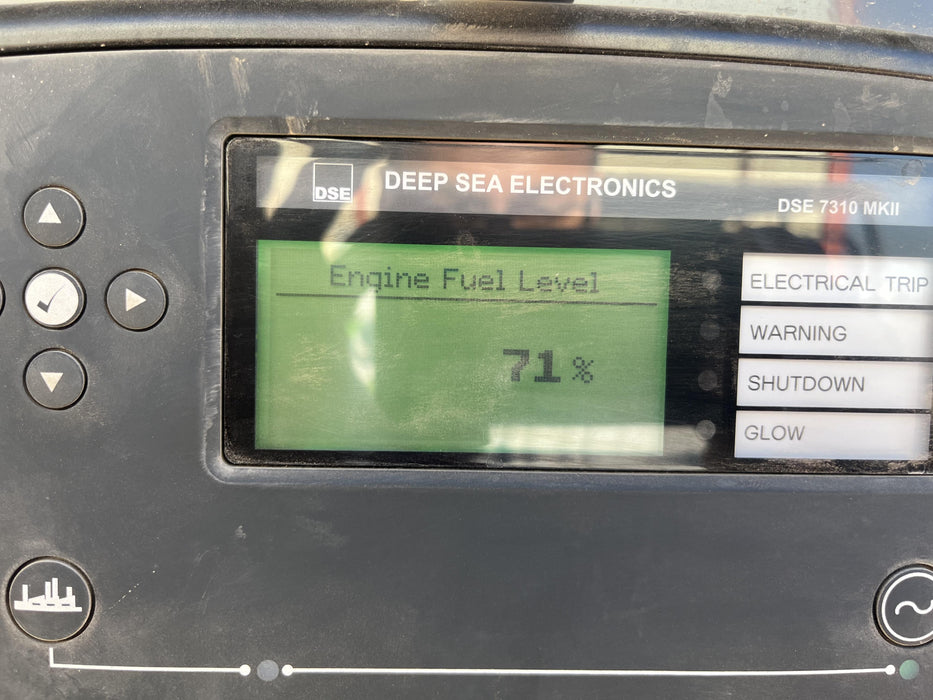 DSE
DEEP SEA ELECTRONICS
DSE 7310 MKII
Engine Fuel Level
71 %
ELECTRICAL TRIP
WARNING
SHUTDOWN
GLOW